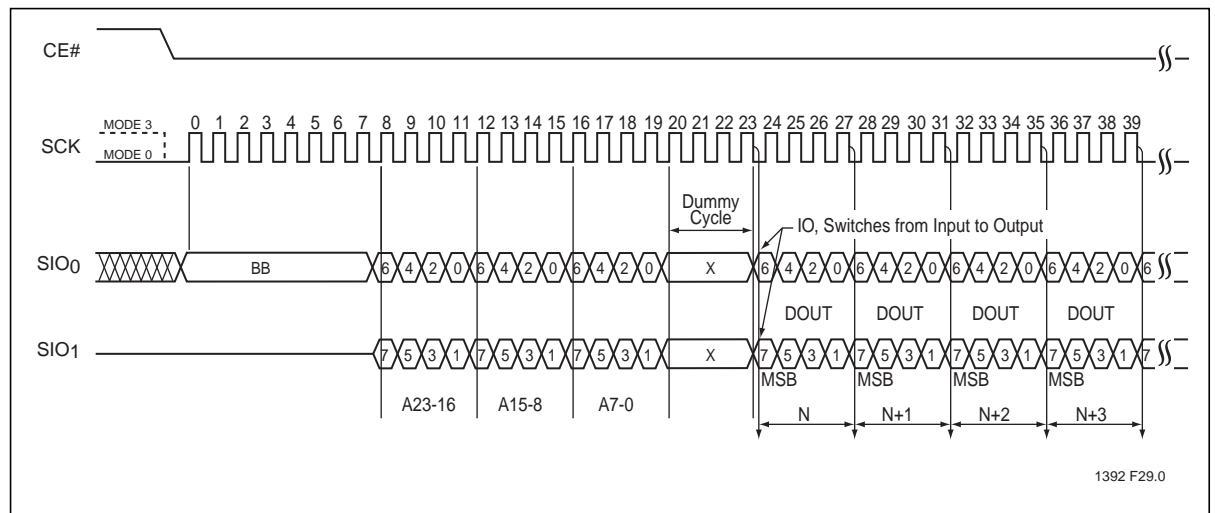 CE#
MODE 3
0 1 2 3 4 5 6 7 8 9 10 11 12 13 14 15 16 17 18 19 20 21 22 23 24 25 26 27 28 29 30 31 32 33 34 35 36 37 38 39
SCK
MODE 0
Dummy
Cycle
IO, Switches from Input to Output
SIO0 BB 6 4 2 0 6 4 2 0 6 4 2 0 X 6 4 2 0 6 4 2 0 6 4 2 0 6 4 2 0 6
DOUT DOUT DOUT DOUT
SIO1 7 5 3 1 7 5 3 1 7 5 3 1 X 7 5 3 1 7 5 3 1 7 5 3 1 7 5 3 1 7
MSB MSB MSB MSB
A23-16 A15-8 A7-0 N N+1 N+2 N+3
1392 F29.0